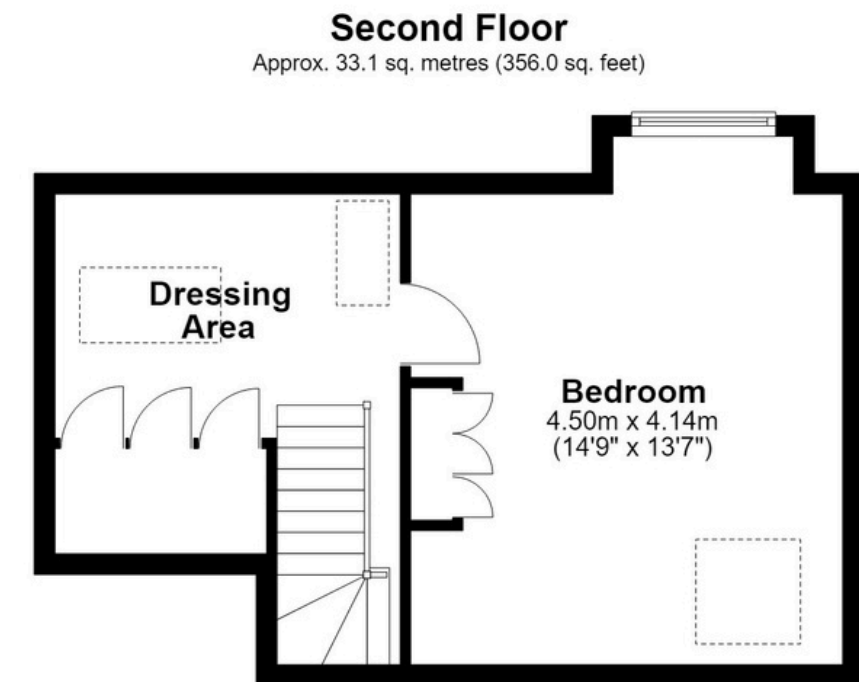 Second Floor
Approx. 33.1 sq. metres (356.0 sq. feet)
Dressing
Area
Bedroom
4.50m x 4.14m
(14'9" x 13'7")